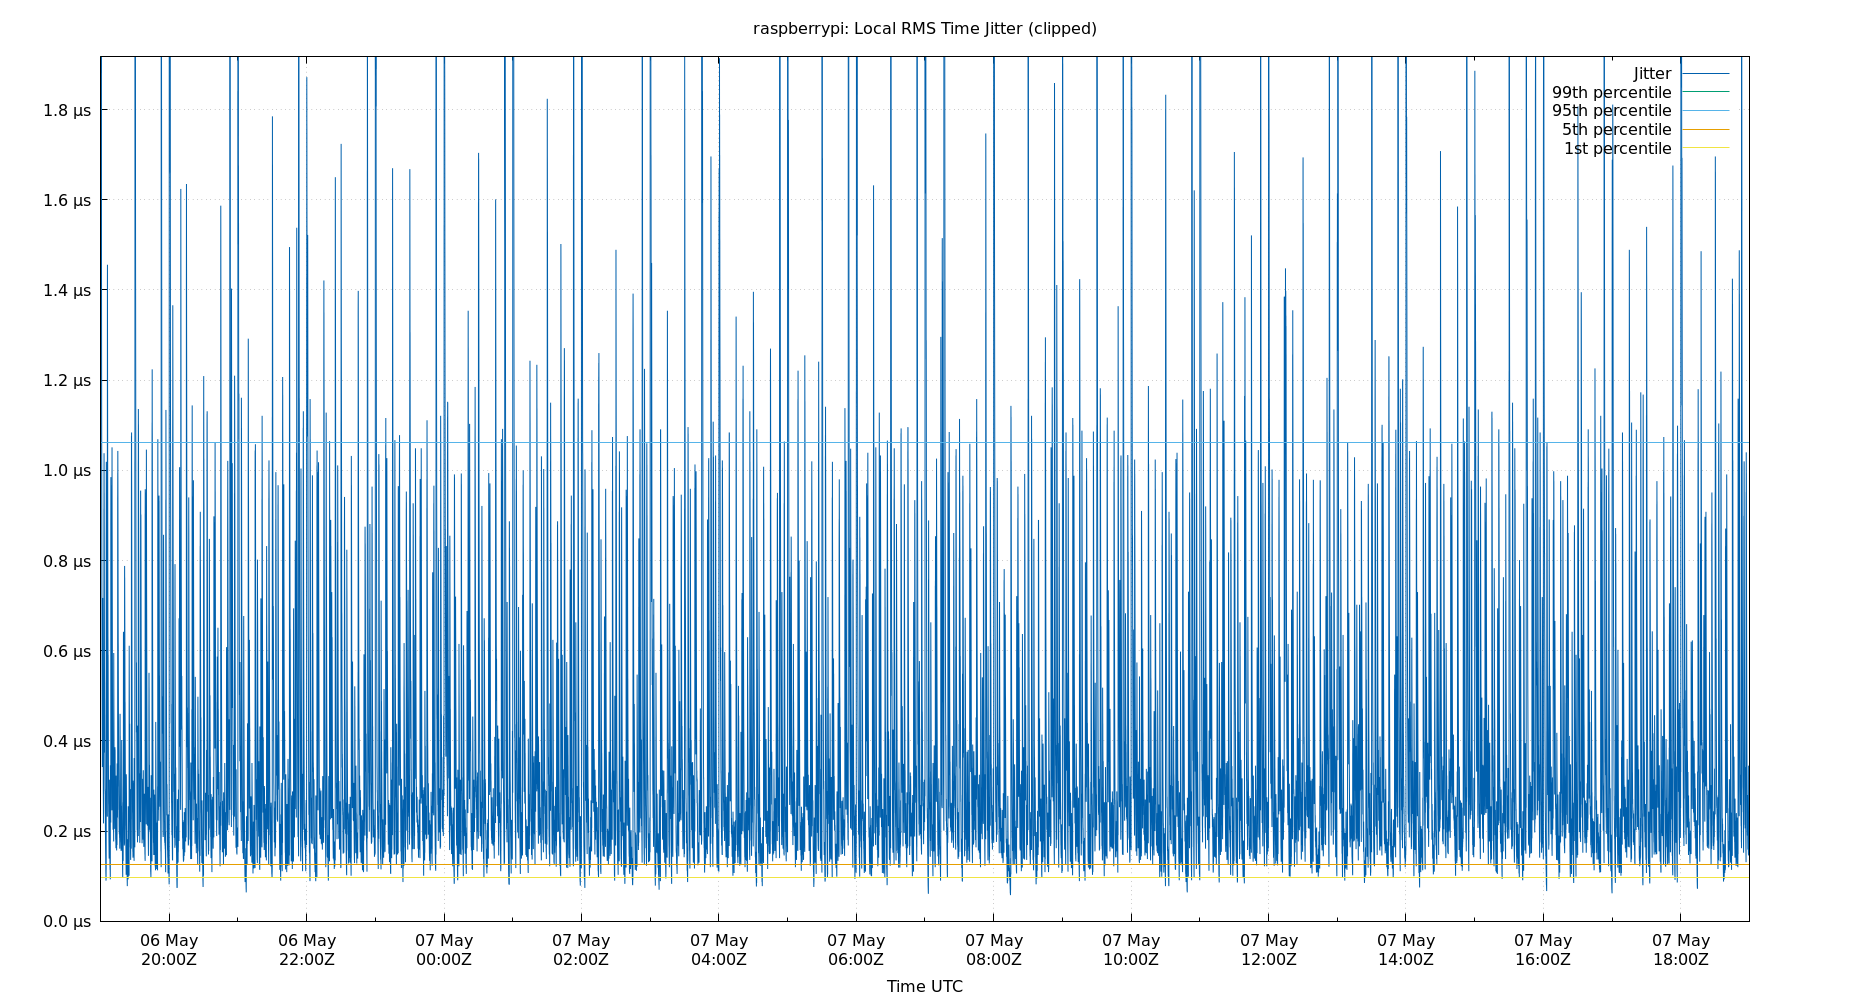 raspberrypi: Local RMS Time Jitter (clipped)
Jitter
99th percentile
95th percentile
5th percentile
1st percentile
1.8 µs
1.6 µs
1.4 µs
1.2 µs
1.0 µs
0.8 µs
0.6 µs
0.4 µs
0.2 µs
0.0 µs
06 May 06 May 07 May 07 May 07 May 07 May 07 May 07 May 07 May 07 May 07 May 07 May
20:00Z 22:00Z 00:00Z 02:00Z 04:00Z 06:00Z 08:00Z 10:00Z 12:00Z 14:00Z 16:00Z 18:00Z
Time UTC